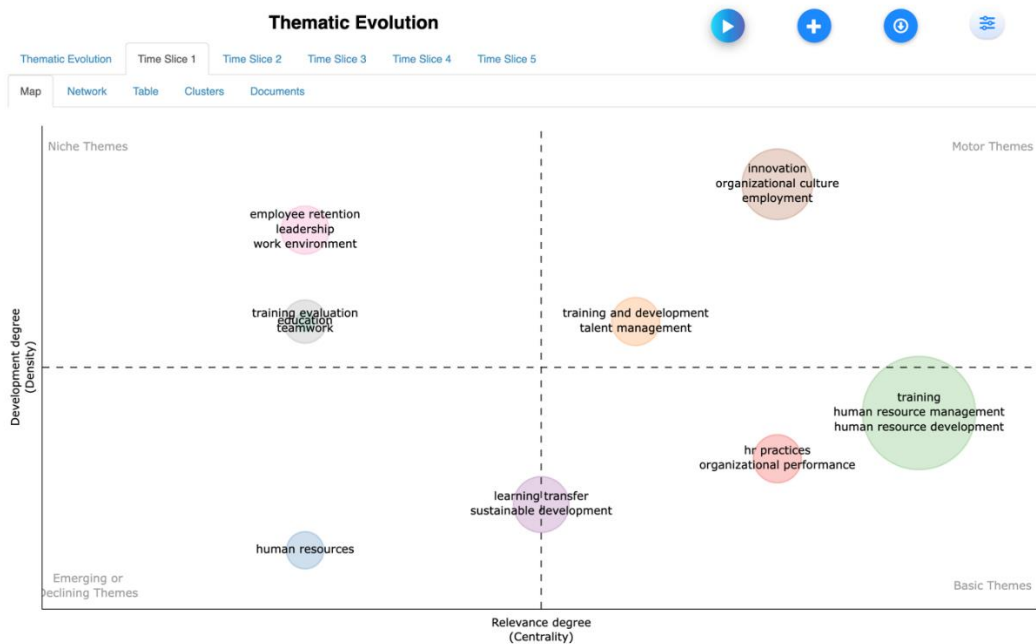 Thematic Evolution
Thematic Evolution Time Slice 1 Time Slice 2 Time Slice 3 Time Slice 4 Time Slice 5
Map Network Table Clusters Documents
Niche Themes
Motor Themes
innovation
organizational culture
employment
employee retention
leadership
work environment
training evaluation
education
teamwork
training and development
talent management
Development degree
(Density)
training
human resource management
human resource development
hr practices
organizational performance
learning transfer
sustainable development
human resources
Emerging or
Declining Themes
Basic Themes
Relevance degree
(Centrality)